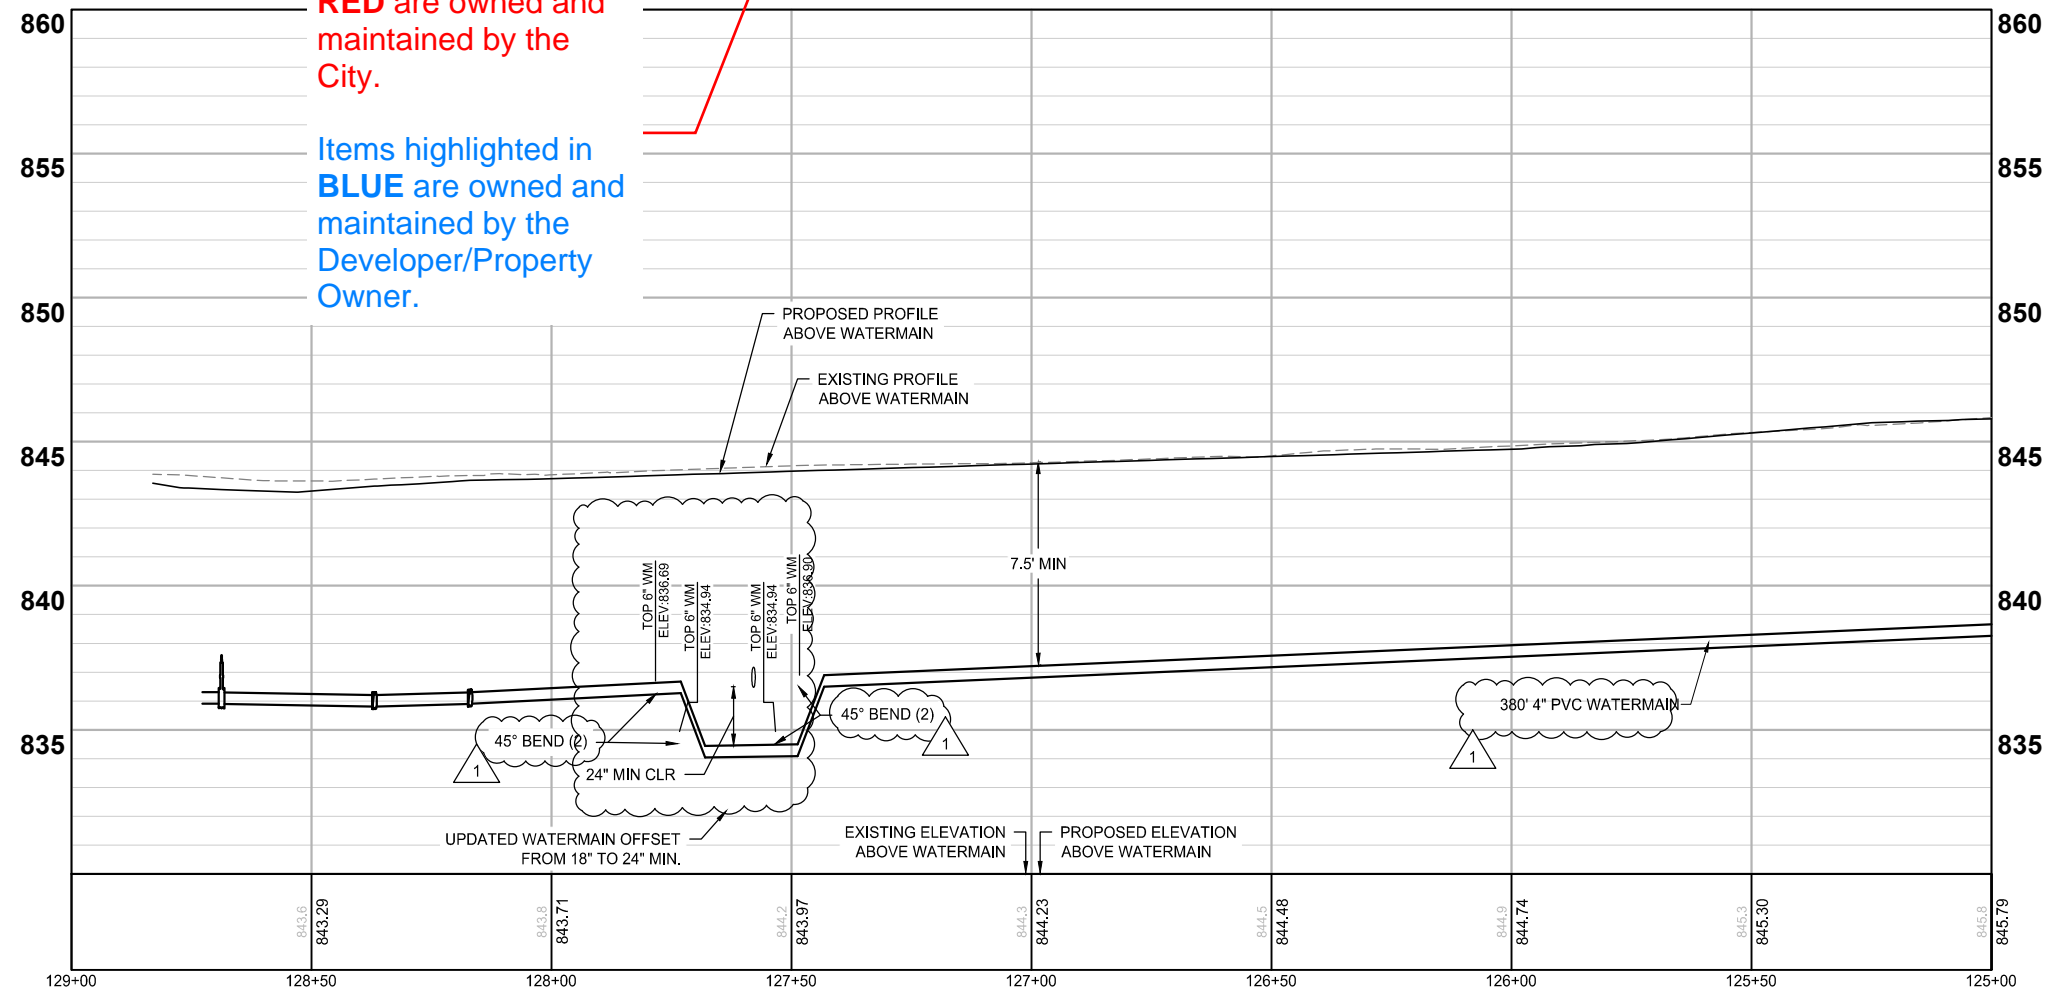 860
RED are owned and
maintained by the
City.
Items highlighted in
BLUE are owned and
maintained by the
Developer/Property
Owner.
860
855
855
850
850
PROPOSED PROFILE
ABOVE WATERMAIN
EXISTING PROFILE
ABOVE WATERMAIN
845
845
7.5' MIN
TOP 6" WM
ELEV:836.69
TOP 6" WM
ELEV:834.94
TOP 6" WM
ELEV:834.94
TOP 6" WM
ELEV:836.90
840
840
45° BEND (2)
1
45° BEND (2)
1
380' 4" PVC WATERMAIN
1
835
835
24" MIN CLR
UPDATED WATERMAIN OFFSET
FROM 18" TO 24" MIN.
EXISTING ELEVATION
ABOVE WATERMAIN
PROPOSED ELEVATION
ABOVE WATERMAIN
843.6
843.29
843.8
843.71
844.2
843.97
844.3
844.23
844.5
844.48
844.9
844.74
845.3
845.30
845.8
845.79
129+00
128+50
128+00
127+50
127+00
126+50
126+00
125+50
125+00